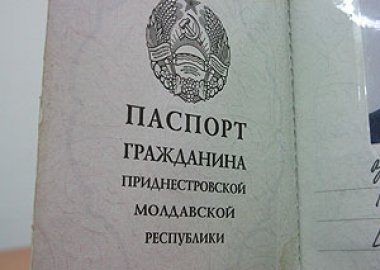 ПАСПОРТ
ГРАЖДАНИНА
ПРИДНЕСТРОВСКОЙ
МОЛДАВСКОЙ
РЕСПУБЛИКИ